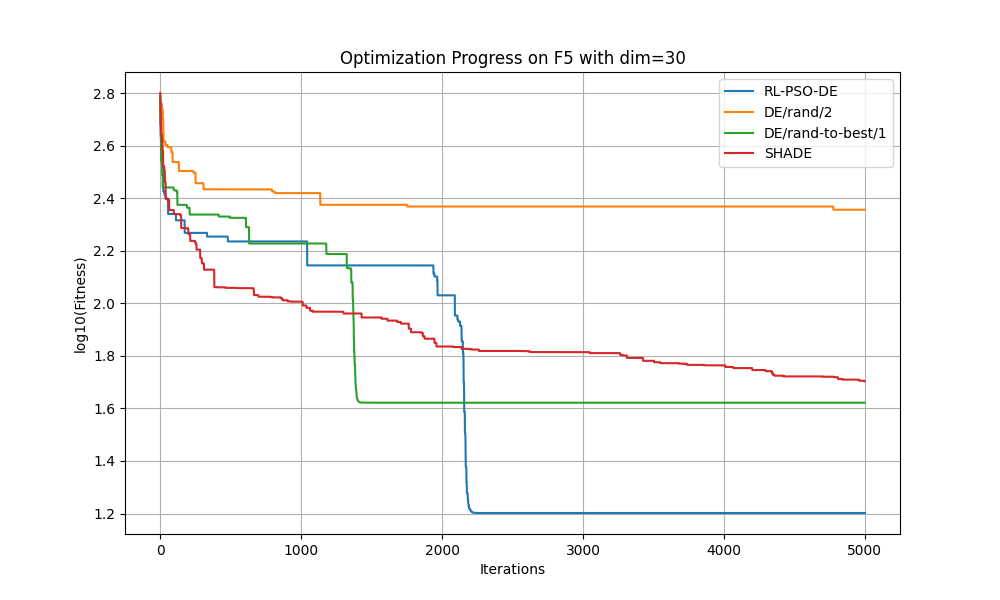 Optimization Progress on F5 with dim=30
RL-PSO-DE
DE/rand/2
DE/rand-to-best/1
SHADE
log10(Fitness)
2.8
2.6
2.4
2.2
2.0
1.8
1.6
1.4
1.2
0
1000
2000
3000
4000
5000
Iterations